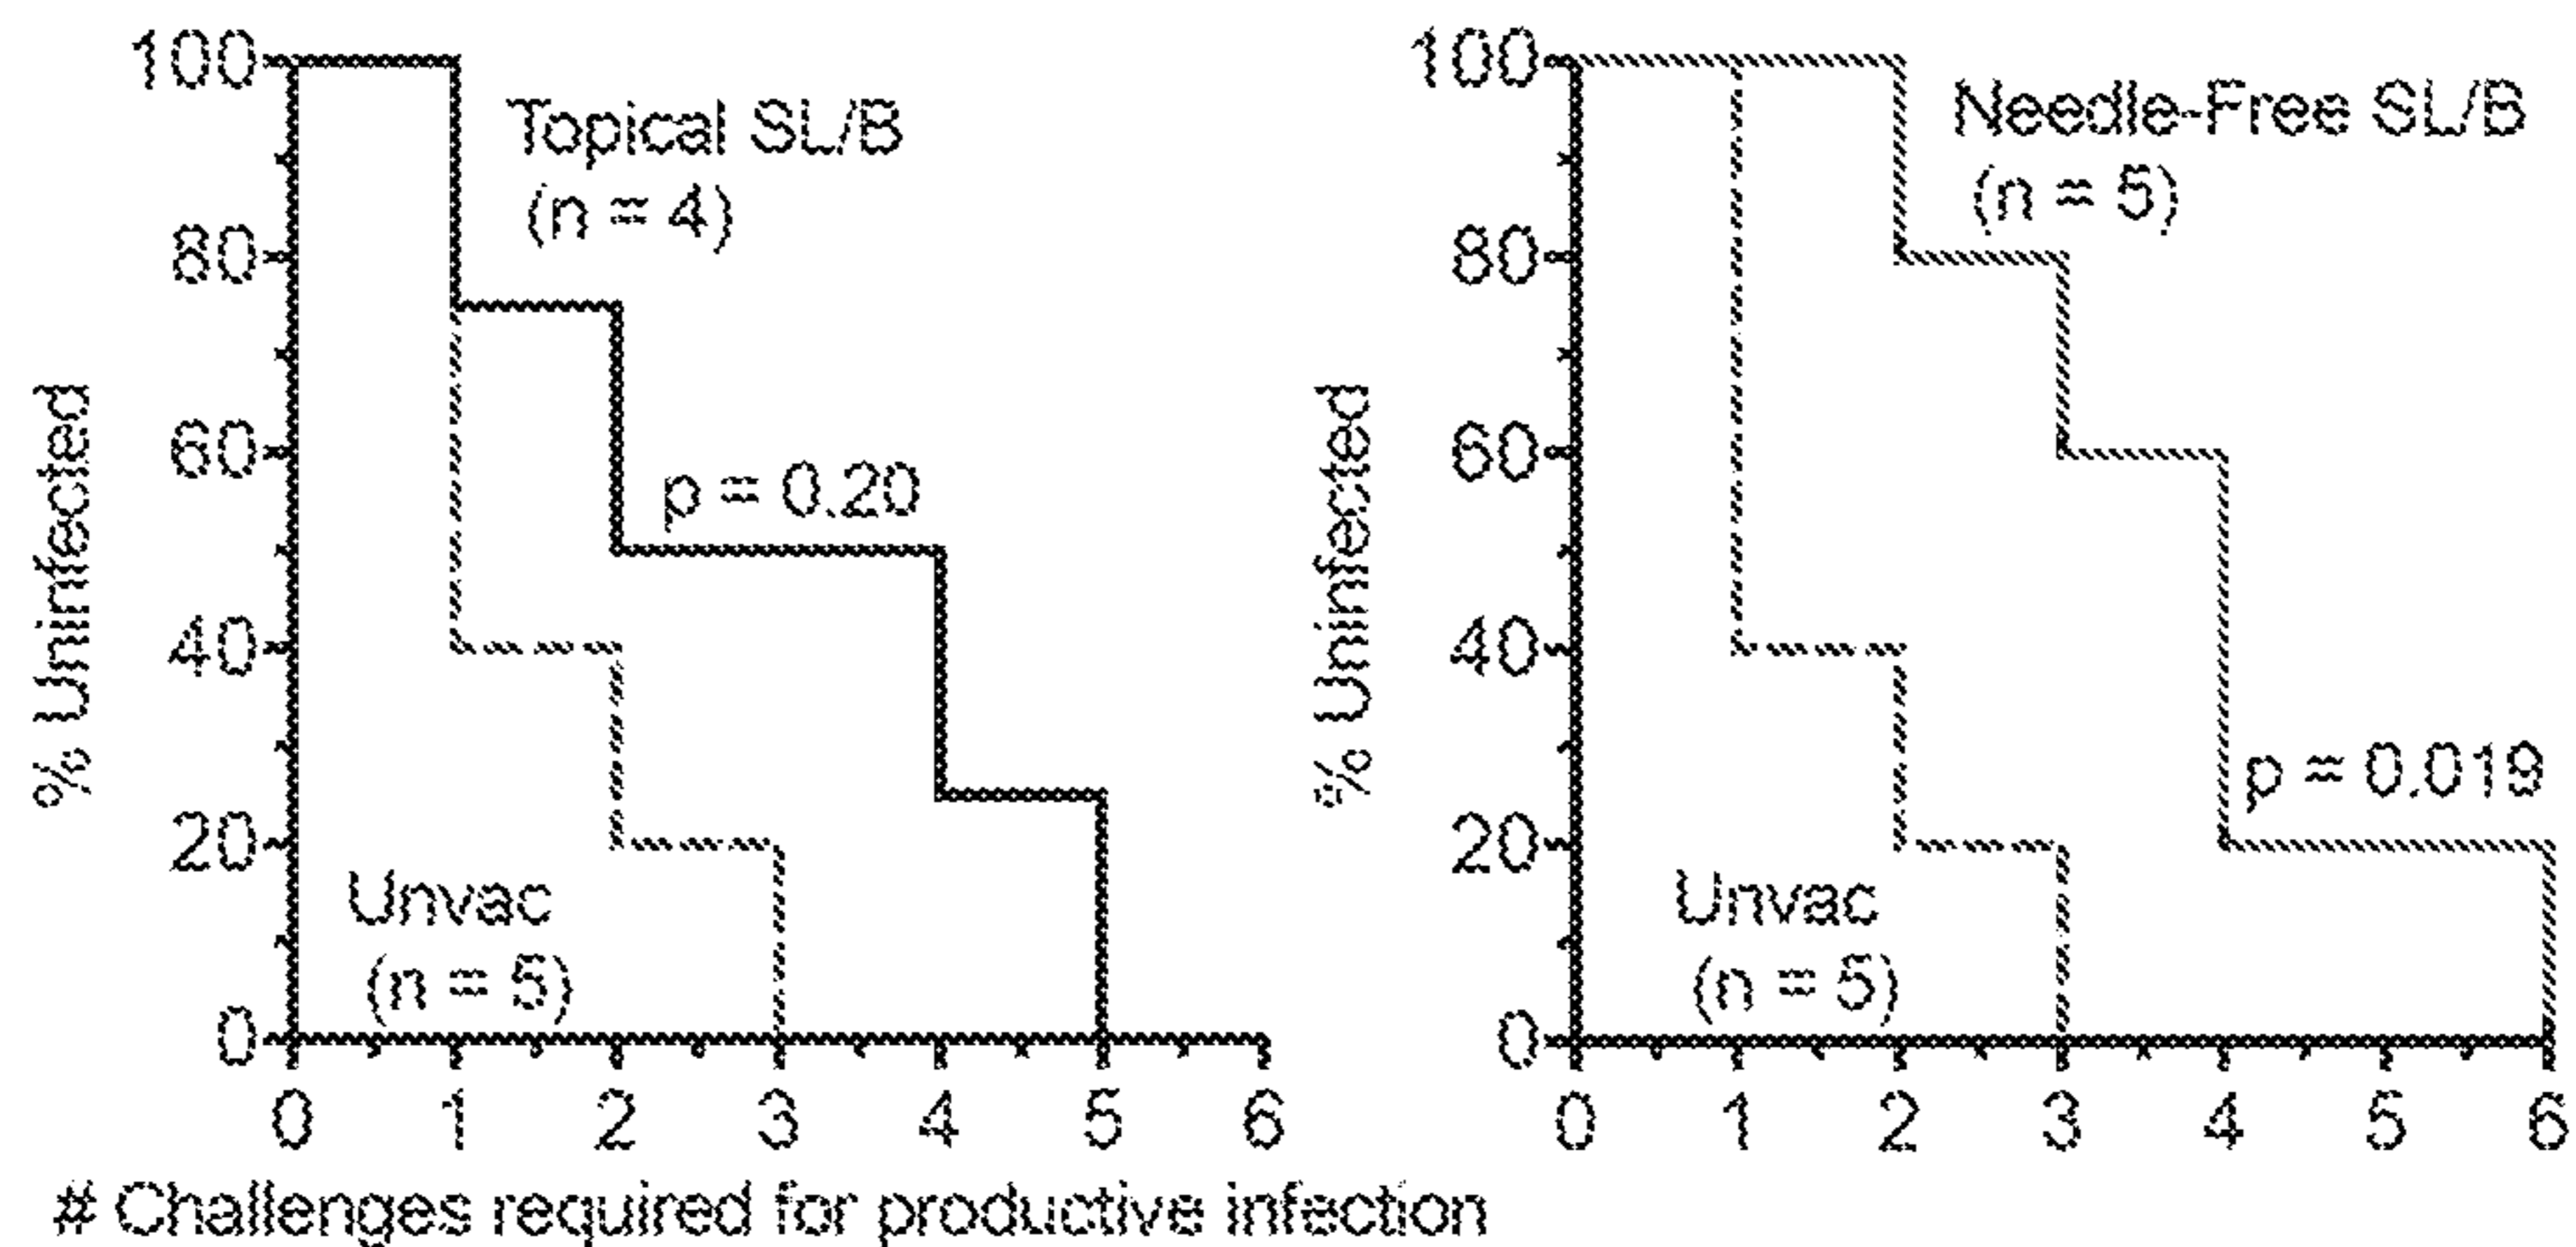 100
80
60
40
20
0
% Uninfected
Topical SL/B
(n = 4)
p = 0.20
Unvac
(n = 5)
0 1 2 3 4 5 6
100
80
60
40
20
0
% Uninfected
Needle-Free SL/B
(n = 5)
p = 0.019
Unvac
(n = 5)
0 1 2 3 4 5 6
# Challenges required for productive infection